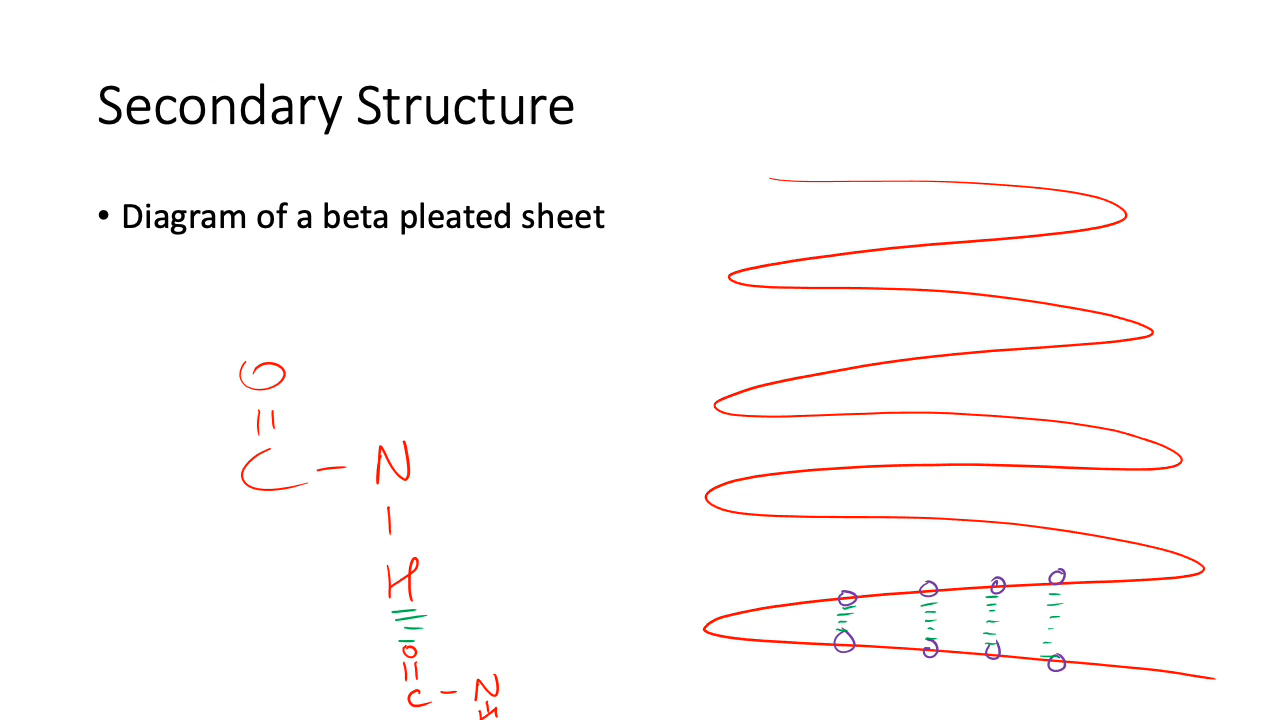 Secondary Structure
• Diagram of a beta pleated sheet
O
||
C - N
|
H
O
||
C - N
H